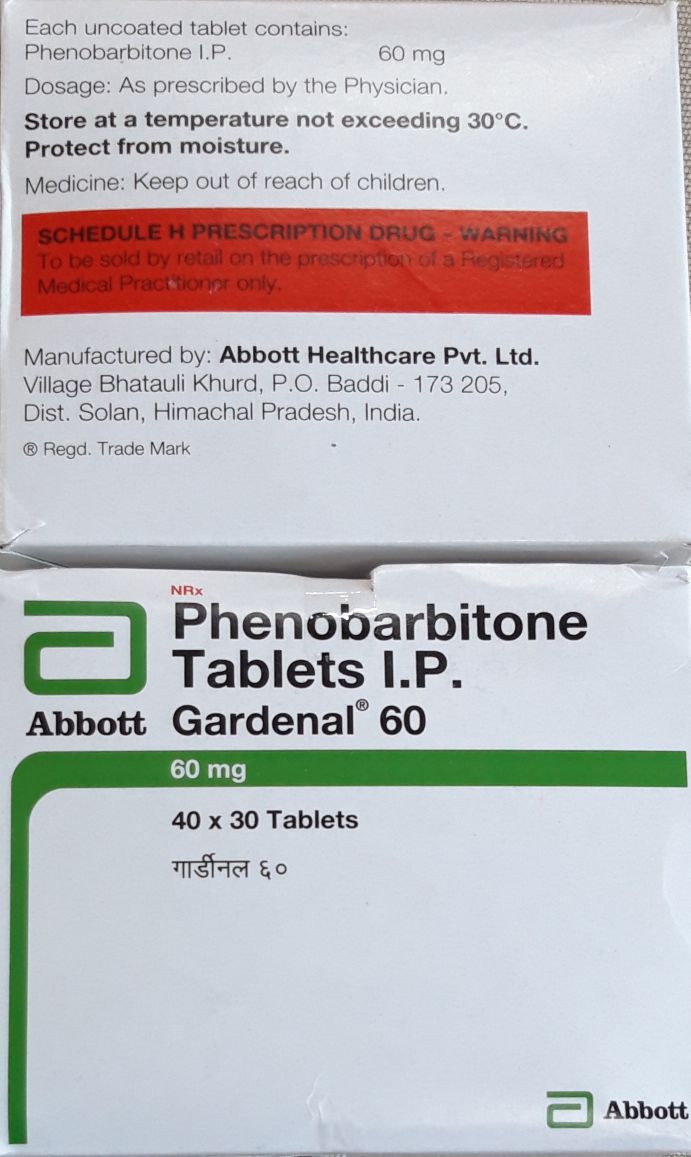 Each uncoated tablet contains:
Phenobarbitone I.P. 60 mg
Dosage: As prescribed by the Physician.
Store at a temperature not exceeding 30°C.
Protect from moisture.
Medicine: Keep out of reach of children.
SCHEDULE H PRESCRIPTION DRUG - WARNING
To be sold by retail on the prescription of a Registered
Medical Practitioner only.
Manufactured by: Abbott Healthcare Pvt. Ltd.
Village Bhatauli Khurd, P.O. Baddi - 173 205,
Dist. Solan, Himachal Pradesh, India.
® Regd. Trade Mark
NRx
Phenobarbitone
Tablets I.P.
Abbott Gardenal® 60
60 mg
40 x 30 Tablets
गार्डीनल ६०
Abbott